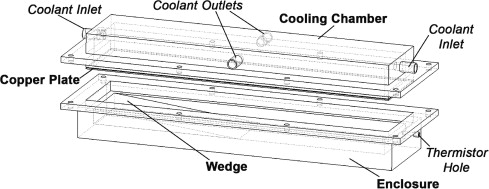 Coolant Outlets
Coolant Inlet
Cooling Chamber
Coolant
Inlet
Copper Plate
Wedge
Thermistor
Hole
Enclosure